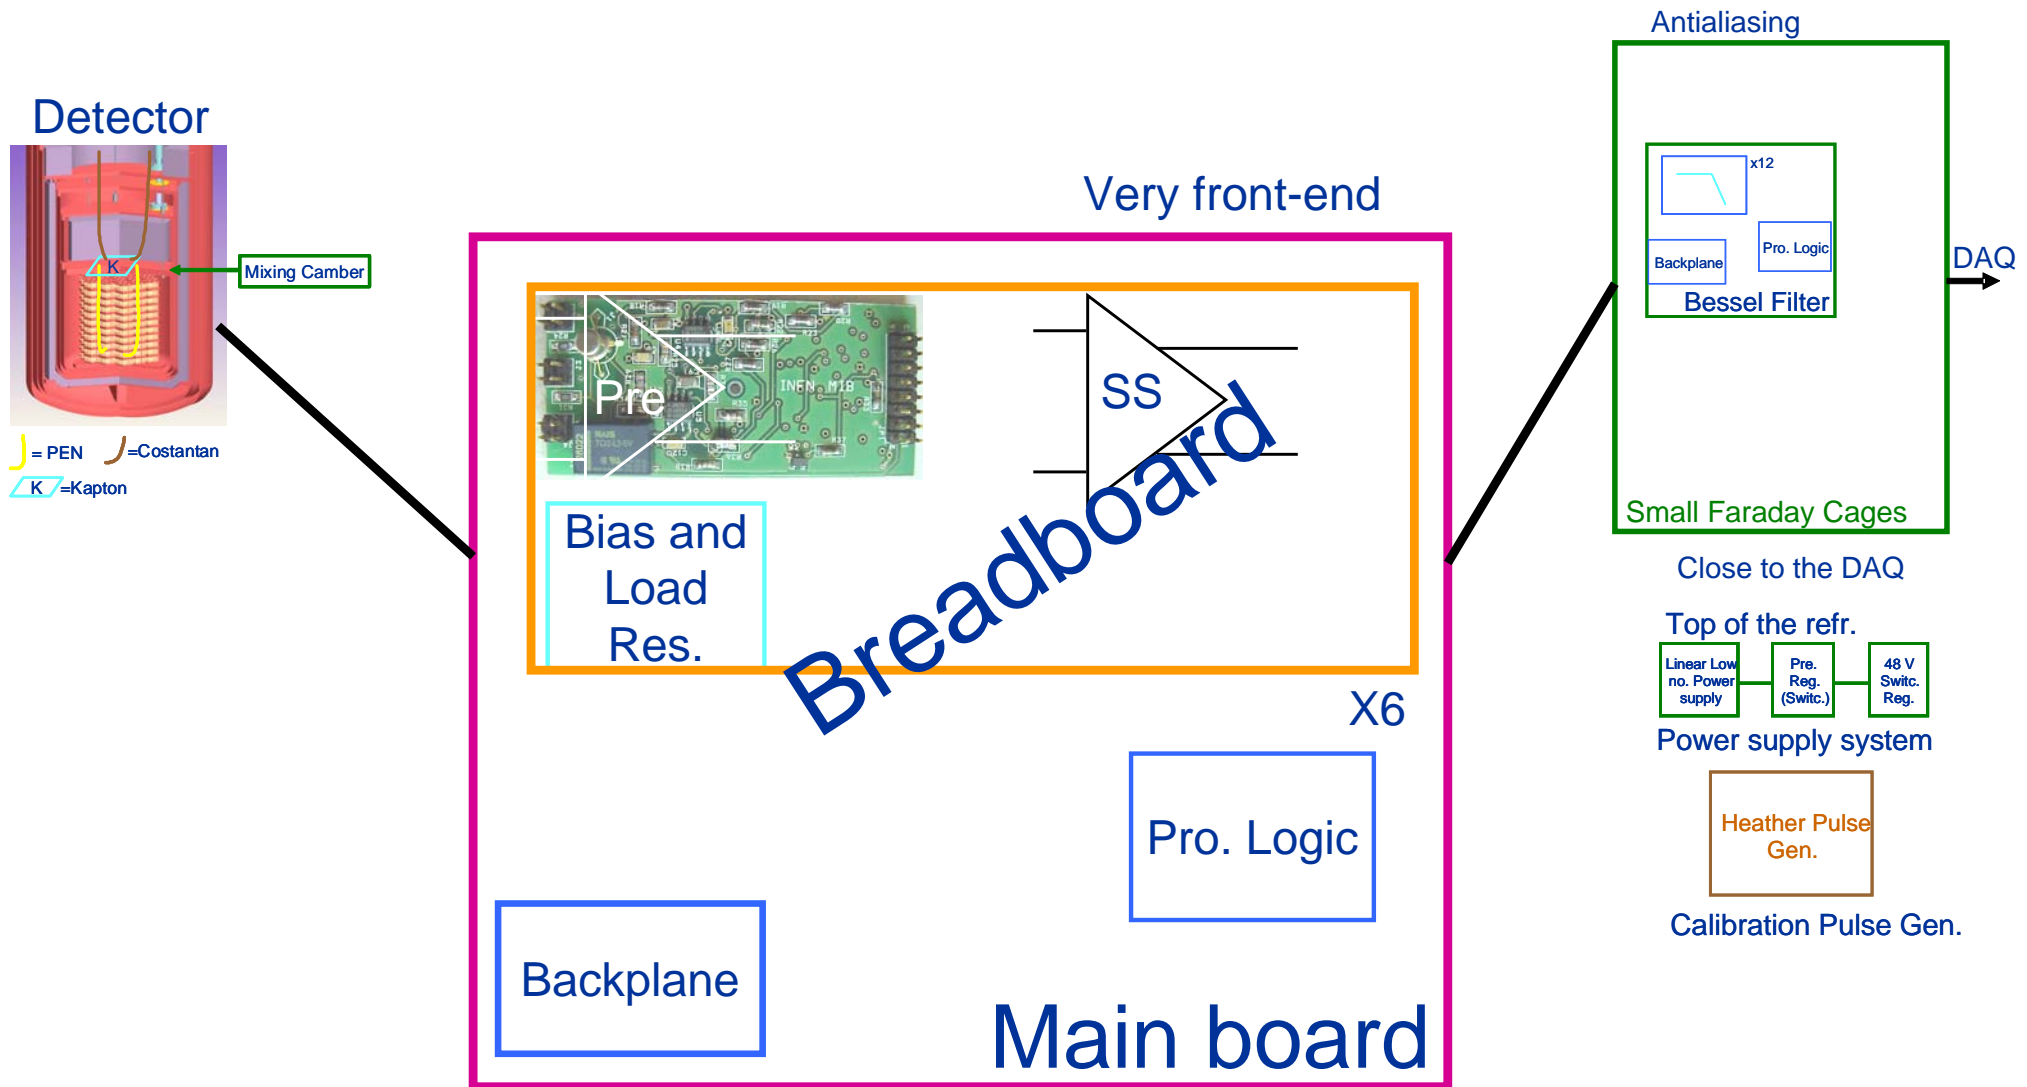 Antialiasing
Detector
x12
Very front-end
Pro. Logic
Backplane
DAQ
K
Mixing Camber
Bessel Filter
Pre
INFN MIB
SS
= PEN
=Costantan
K
=Kapton
Small Faraday Cages
Bias and
Load
Res.
Breadboard
Close to the DAQ
Top of the refr.
Linear Low
no. Power
supply
Pre.
Reg.
(Switc.)
48 V
Switc.
Reg.
X6
Power supply system
Pro. Logic
Heather Pulse
Gen.
Calibration Pulse Gen.
Backplane
Main board